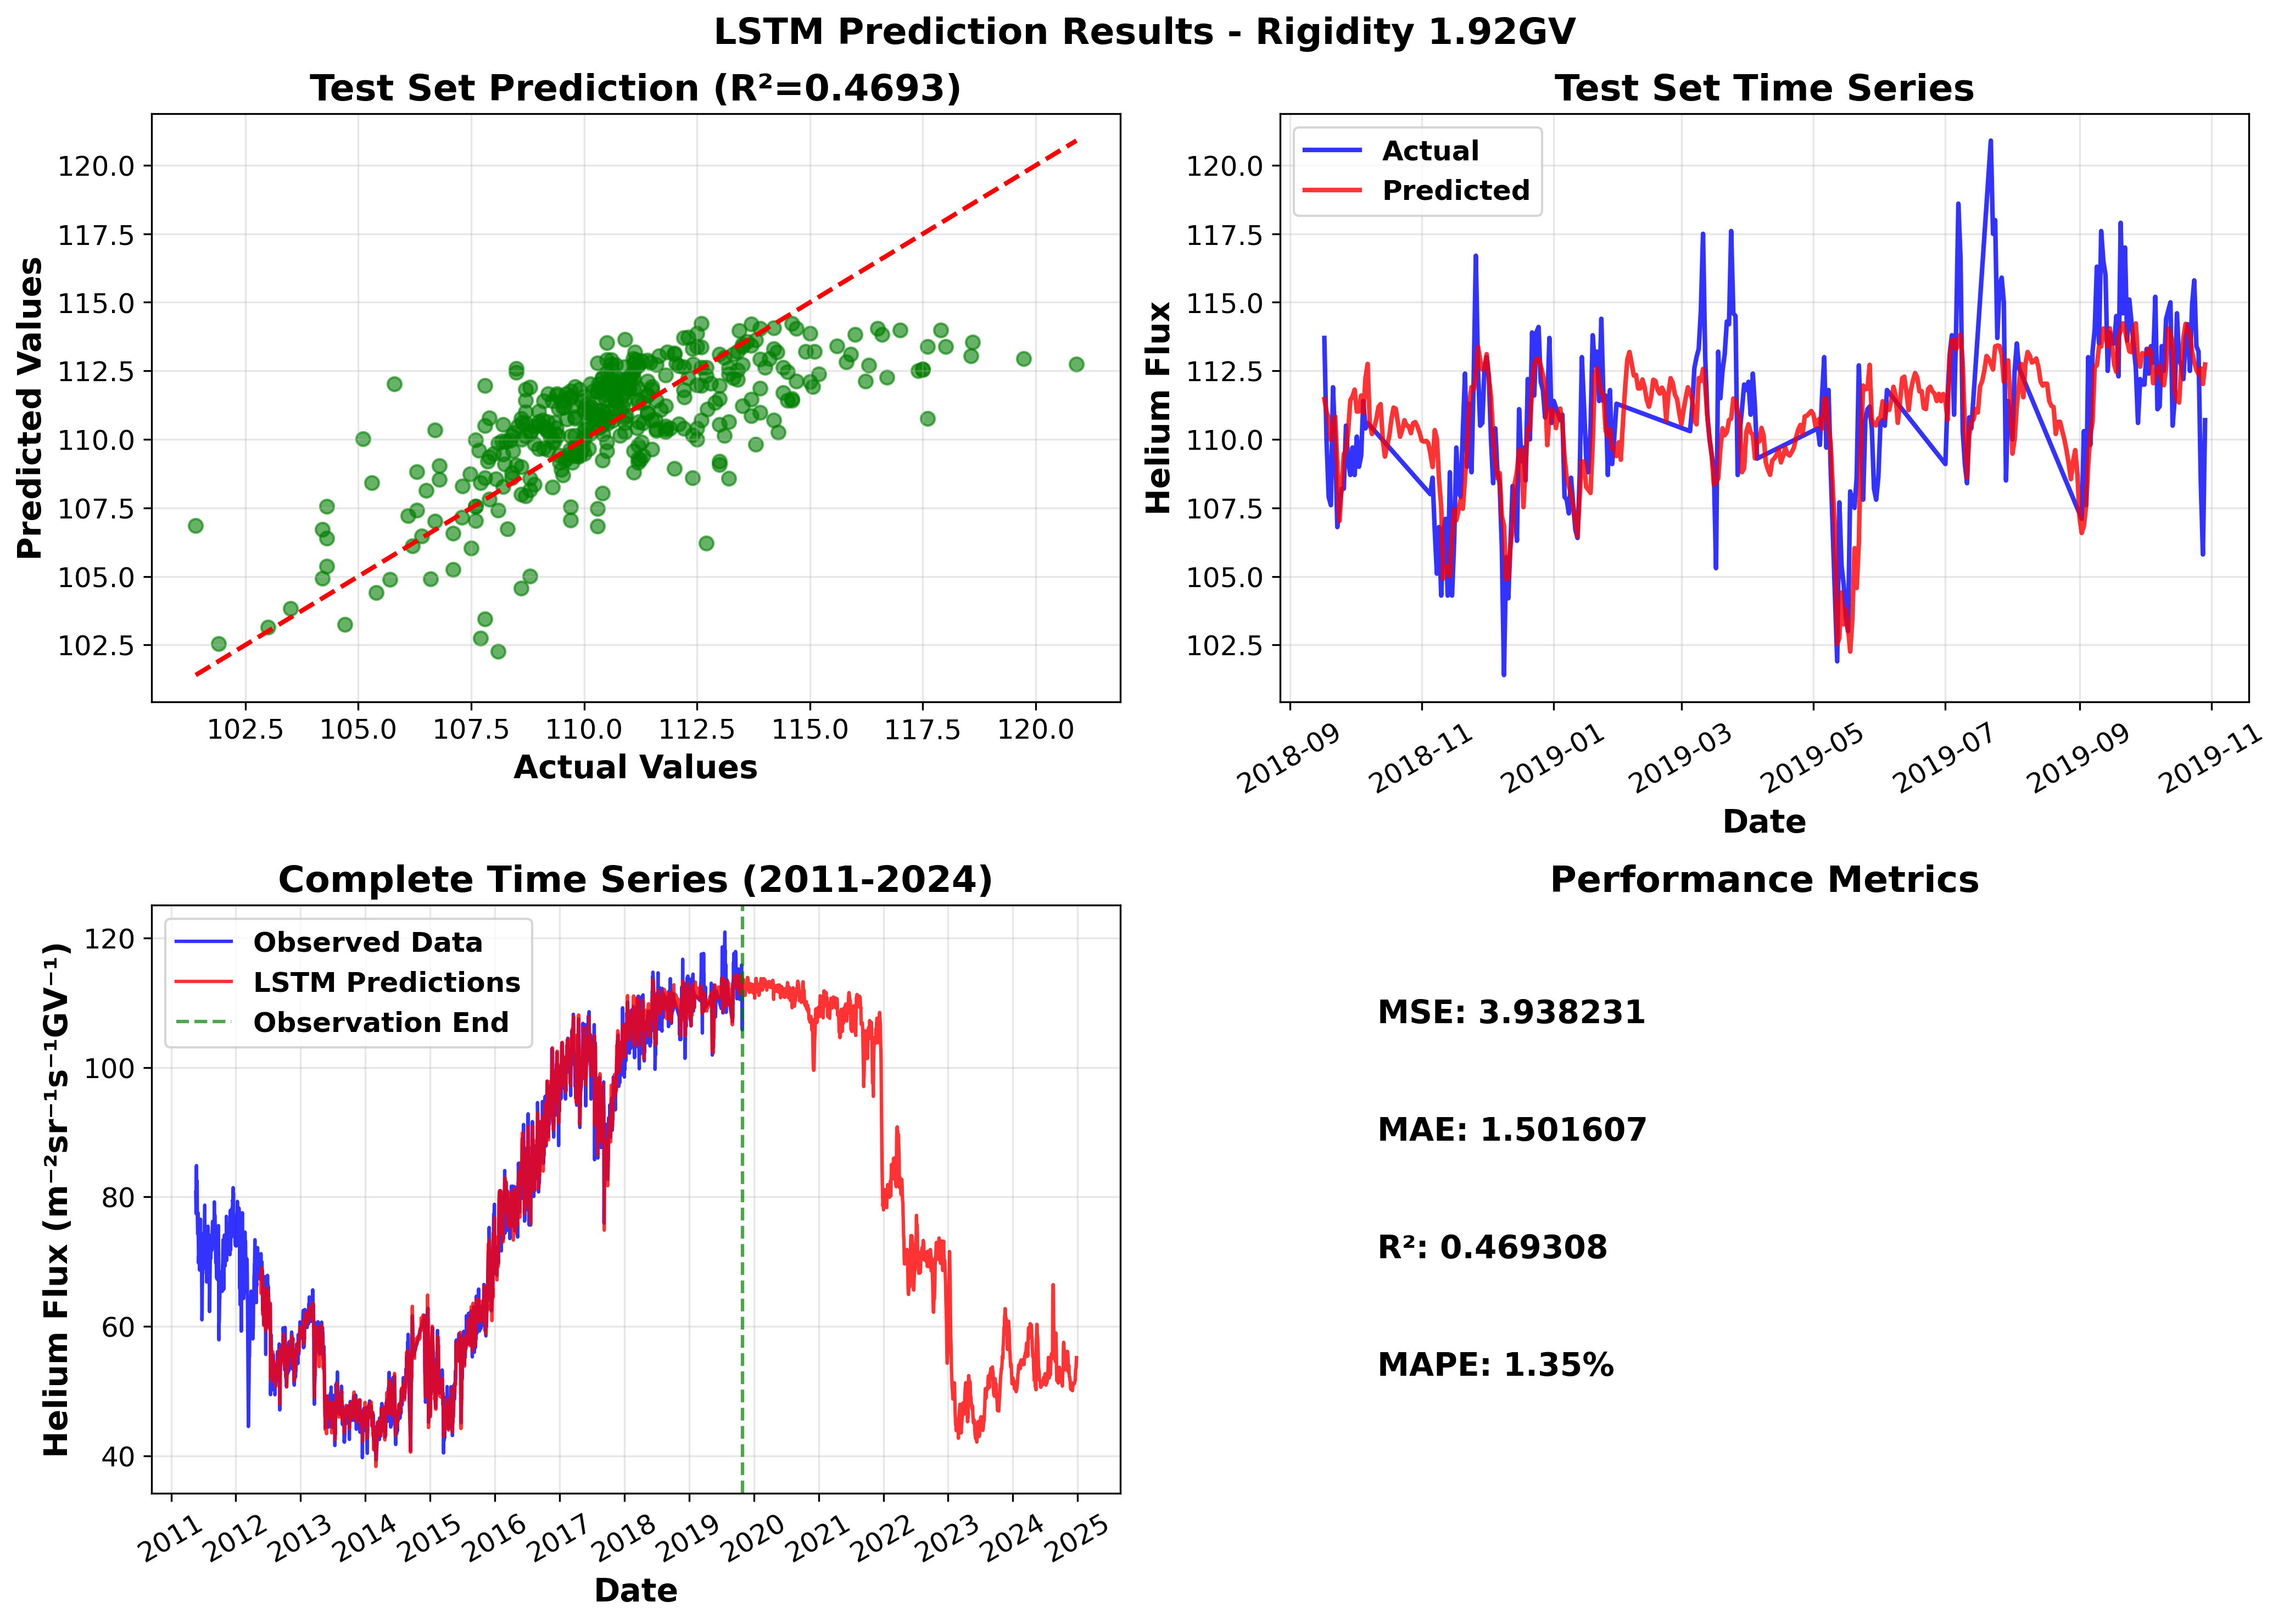 LSTM Prediction Results - Rigidity 1.92GV
Test Set Prediction (R²=0.4693)
120.0
117.5
115.0
112.5
110.0
107.5
105.0
102.5
Predicted Values
102.5 105.0 107.5 110.0 112.5 115.0 117.5 120.0
Actual Values
Test Set Time Series
Actual
Predicted
120.0
117.5
115.0
112.5
110.0
107.5
105.0
102.5
Helium Flux
2018-09 2018-11 2019-01 2019-03 2019-05 2019-07 2019-09 2019-11
Date
Complete Time Series (2011-2024)
Observed Data
LSTM Predictions
Observation End
120
100
80
60
40
Helium Flux (m⁻²sr⁻¹s⁻¹GV⁻¹)
2011 2012 2013 2014 2015 2016 2017 2018 2019 2020 2021 2022 2023 2024 2025
Date
Performance Metrics
MSE: 3.938231
MAE: 1.501607
R²: 0.469308
MAPE: 1.35%